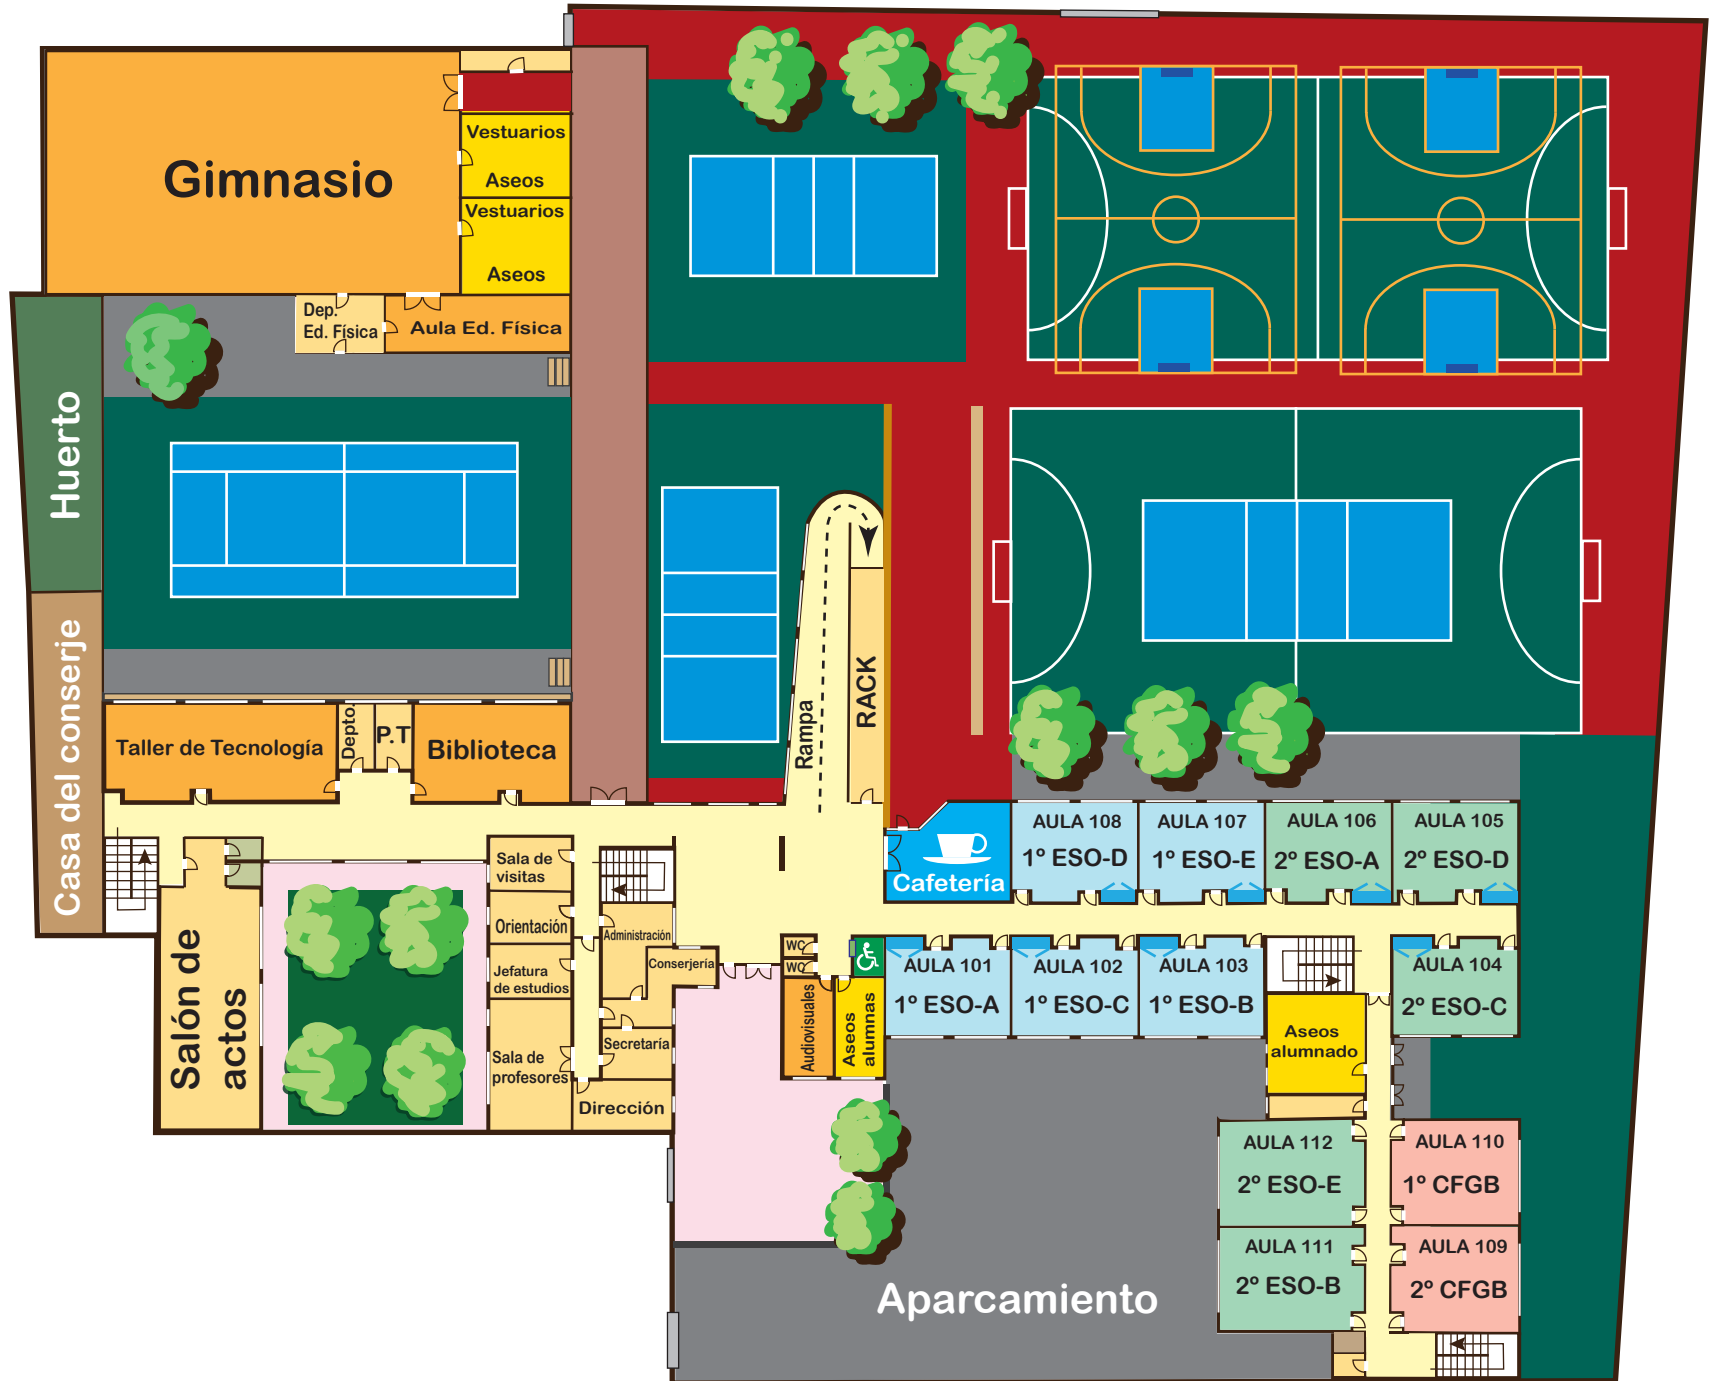 Gimnasio
Vestuarios
Aseos
Vestuarios
Aseos
Dep.
Ed. Física
Aula Ed. Física
Huerto
Casa del conserje
Taller de Tecnología
Depto.
P.T
Biblioteca
Rampa
RACK
Cafetería
AULA 108
1º ESO-D
AULA 107
1º ESO-E
AULA 106
2º ESO-A
AULA 105
2º ESO-D
Sala de
visitas
Orientación
Jefatura
de estudios
Sala de
profesores
Administración
Conserjería
Secretaría
Dirección
Salón de
actos
WC
WC
Audiovisuales
Aseos
alumnas
AULA 101
1º ESO-A
AULA 102
1º ESO-C
AULA 103
1º ESO-B
AULA 104
2º ESO-C
Aseos
alumnado
AULA 112
2º ESO-E
AULA 110
1º CFGB
AULA 111
2º ESO-B
AULA 109
2º CFGB
Aparcamiento